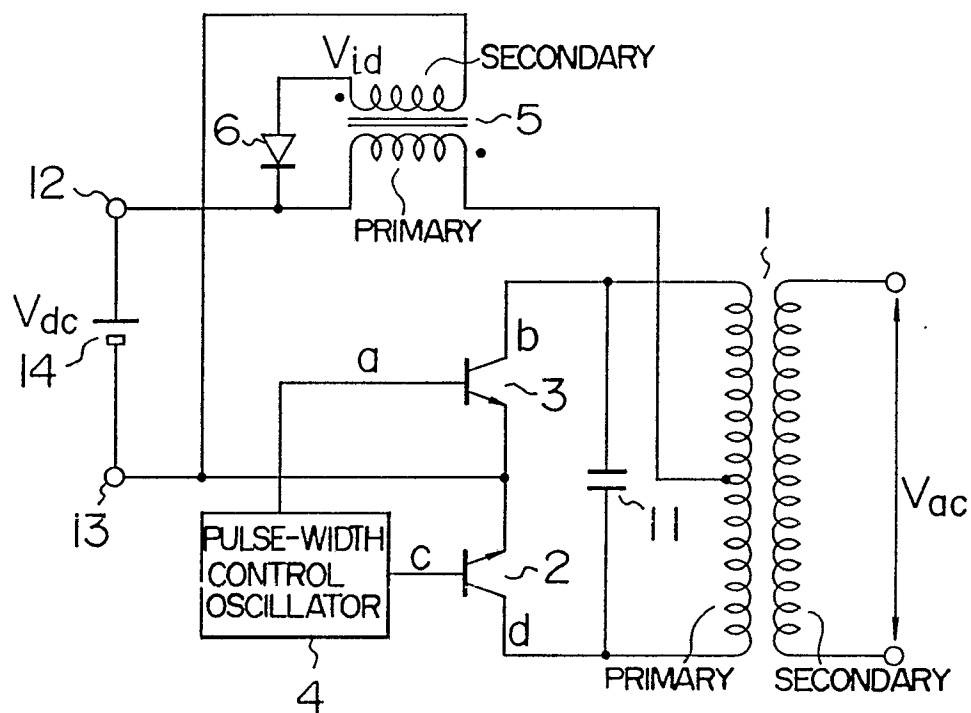 Vid
SECONDARY
6
5
12
PRIMARY
1
Vdc
14
a
b
3
13
11
Vac
PULSE-WIDTH
CONTROL
OSCILLATOR
c
2
d
4
PRIMARY
SECONDARY